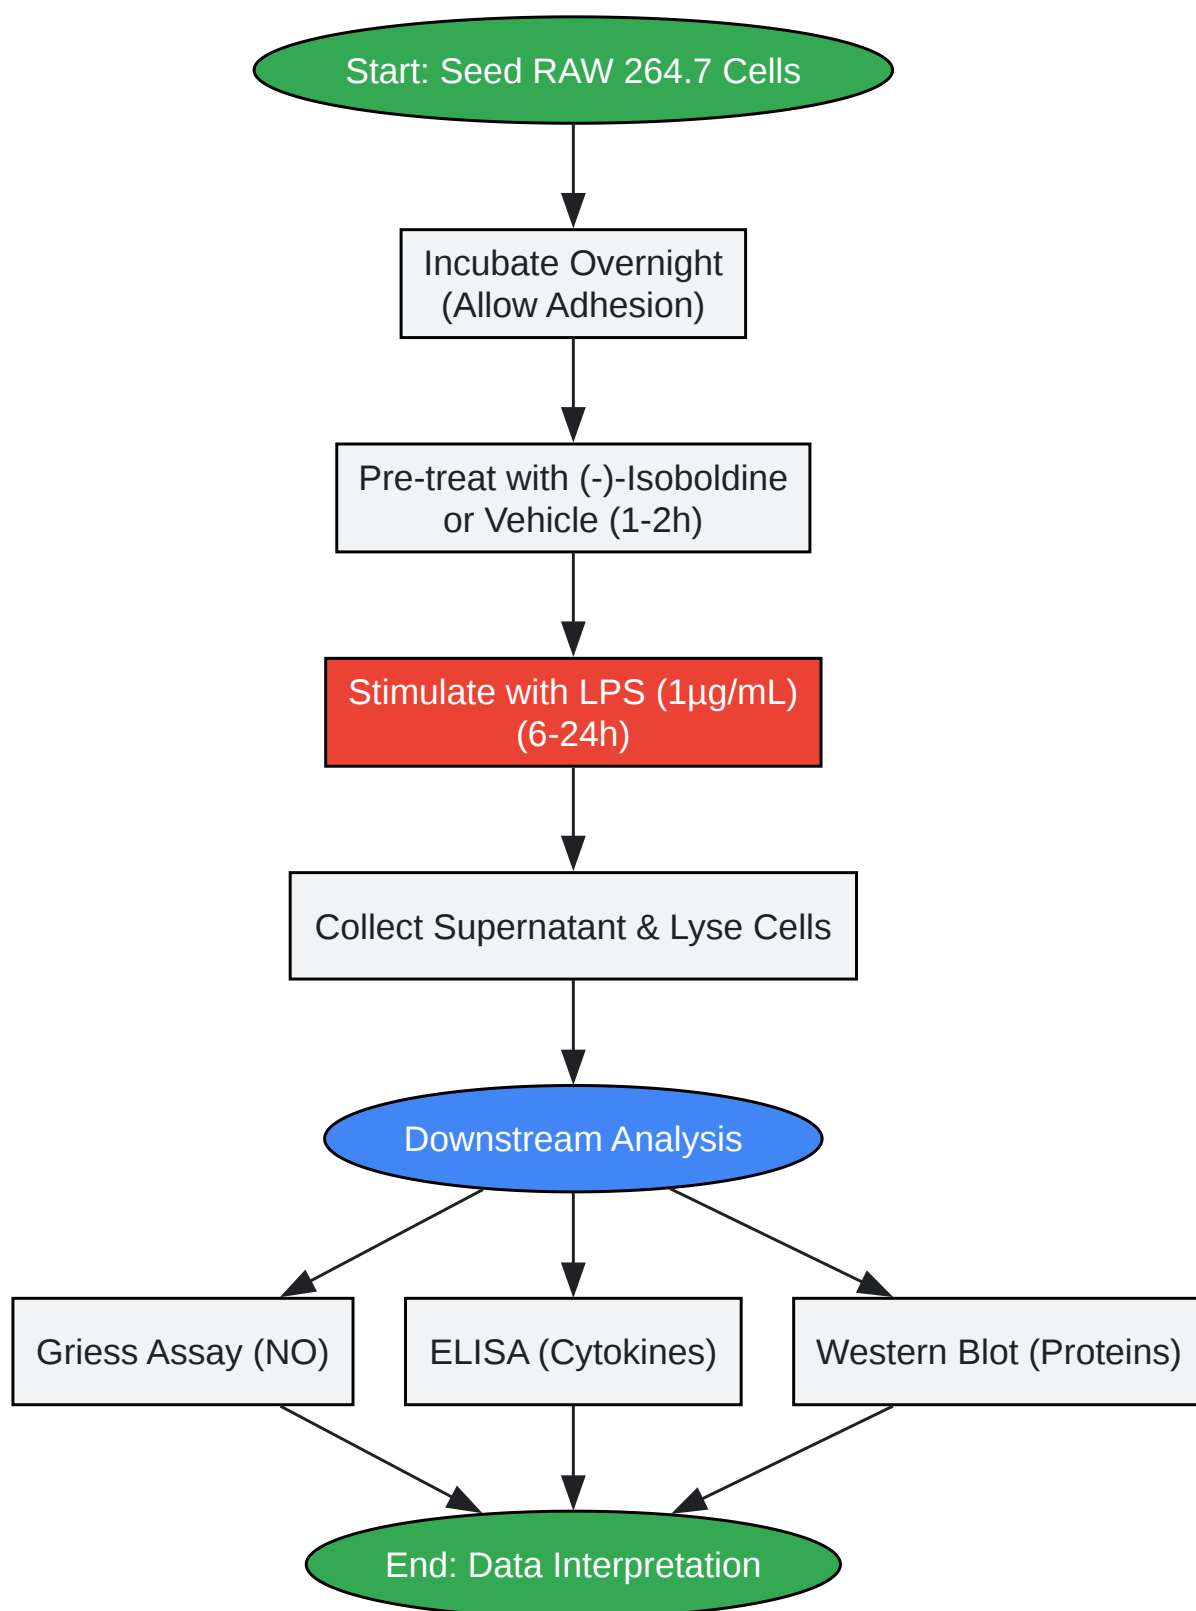 Start: Seed RAW 264.7 Cells
Incubate Overnight
(Allow Adhesion)
Pre-treat with (-)-Isoboldine
or Vehicle (1-2h)
Stimulate with LPS (1µg/mL)
(6-24h)
Collect Supernatant & Lyse Cells
Downstream Analysis
Griess Assay (NO)
ELISA (Cytokines)
Western Blot (Proteins)
End: Data Interpretation